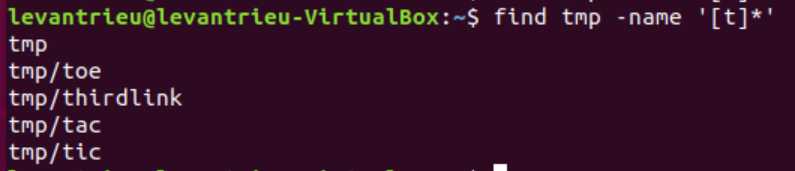 levantrieu@levantrieu-VirtualBox:~$ find tmp -name '[t]*'
tmp
tmp/toe
tmp/thirdlink
tmp/tac
tmp/tic